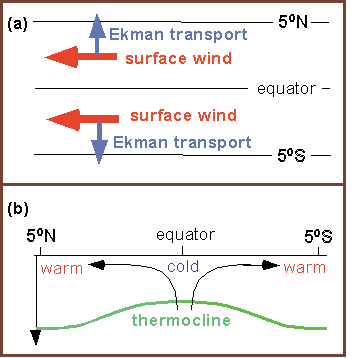 (a)
5ºN
Ekman transport
surface wind
equator
surface wind
Ekman transport
5ºS
(b)
5ºN equator 5ºS
warm cold warm
thermocline